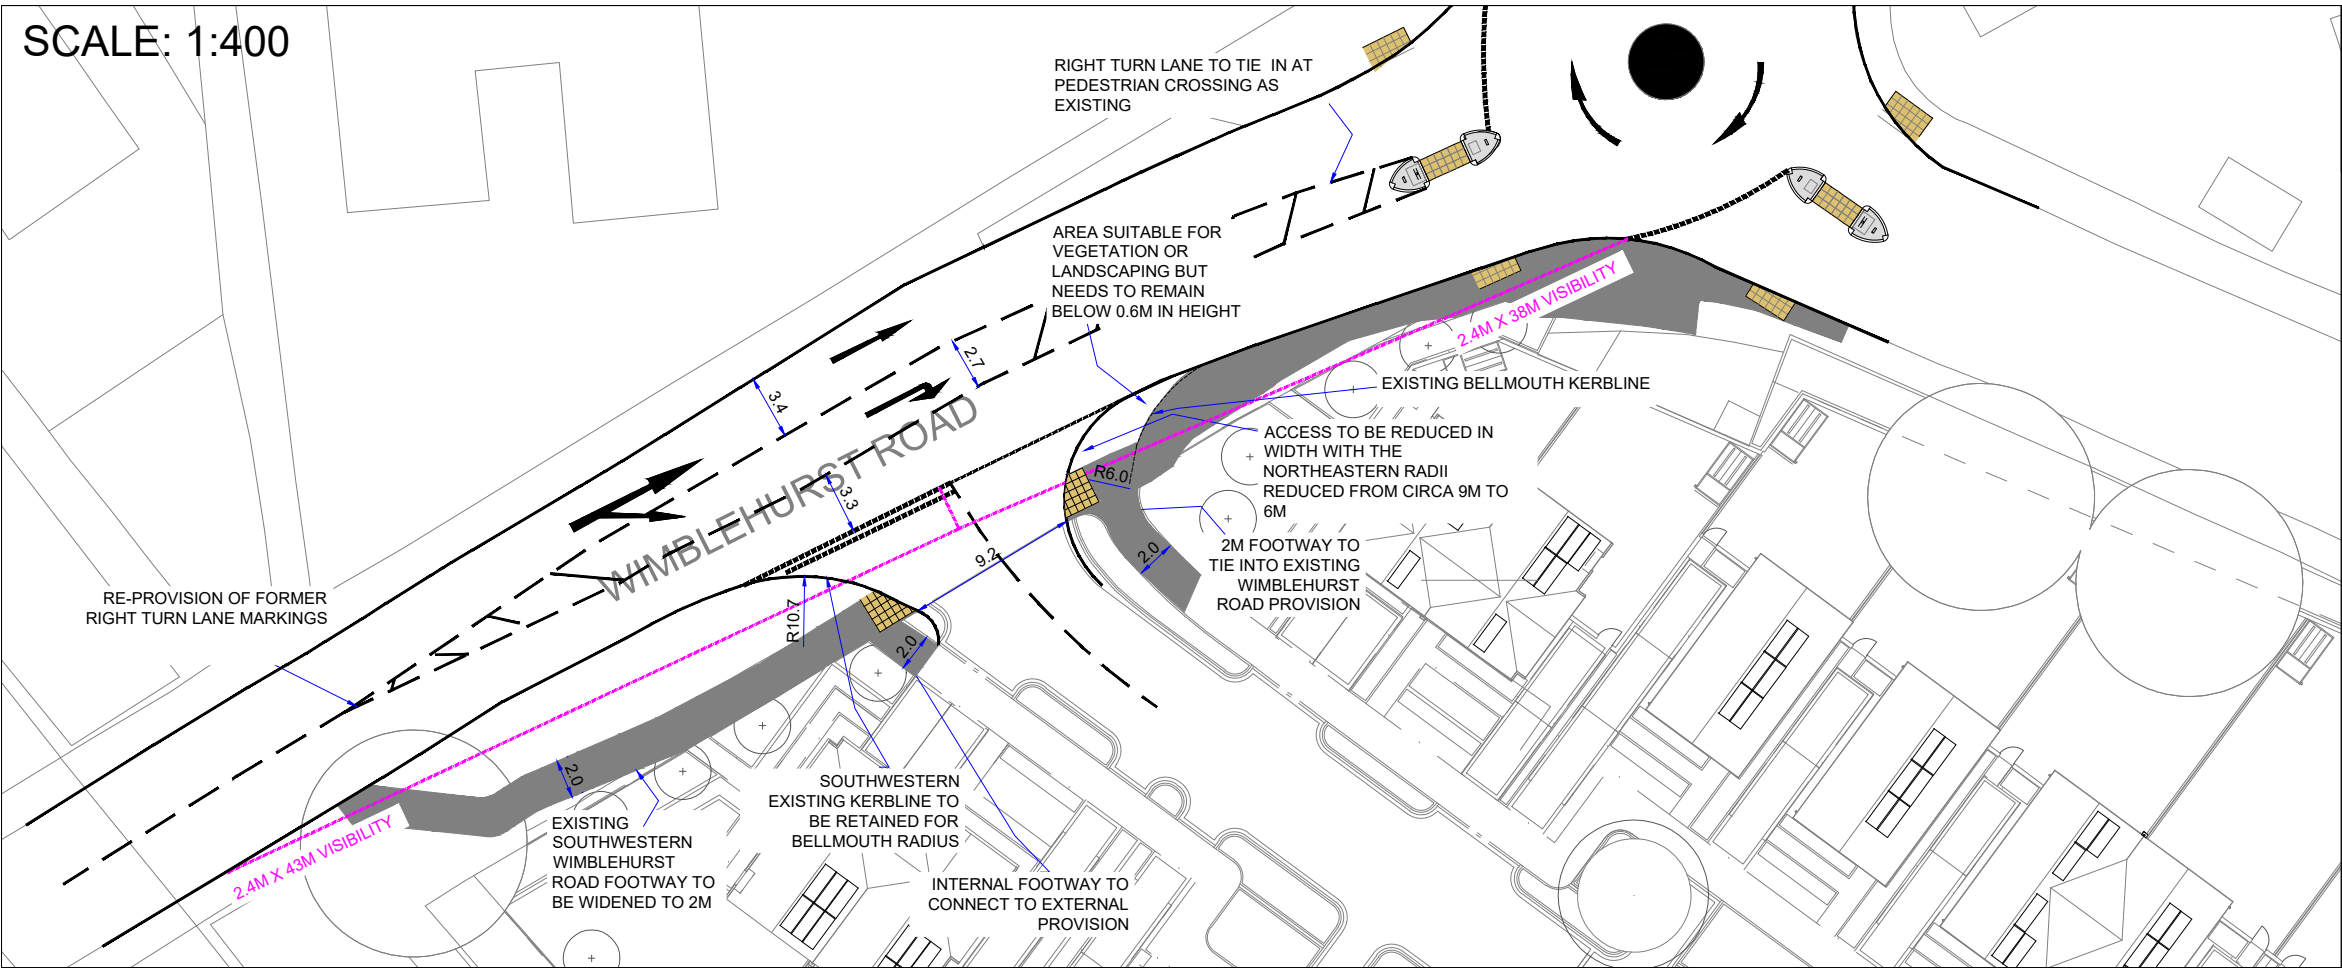 SCALE: 1:400
RIGHT TURN LANE TO TIE IN AT
PEDESTRIAN CROSSING AS
EXISTING
AREA SUITABLE FOR
VEGETATION OR
LANDSCAPING BUT
NEEDS TO REMAIN
BELOW 0.6M IN HEIGHT
2.4M X 38M VISIBILITY
EXISTING BELLMOUTH KERBLINE
ACCESS TO BE REDUCED IN
WIDTH WITH THE
NORTHEASTERN RADII
REDUCED FROM CIRCA 9M TO
6M
2.7
3.4
WIMBLEHURST ROAD
3.3
R6.0
9.2
2.0
2M FOOTWAY TO
TIE INTO EXISTING
WIMBLEHURST
ROAD PROVISION
RE-PROVISION OF FORMER
RIGHT TURN LANE MARKINGS
R10.7
2.0
2.0
2.4M X 43M VISIBILITY
EXISTING
SOUTHWESTERN
WIMBLEHURST
ROAD FOOTWAY TO
BE WIDENED TO 2M
SOUTHWESTERN
EXISTING KERBLINE TO
BE RETAINED FOR
BELLMOUTH RADIUS
INTERNAL FOOTWAY TO
CONNECT TO EXTERNAL
PROVISION